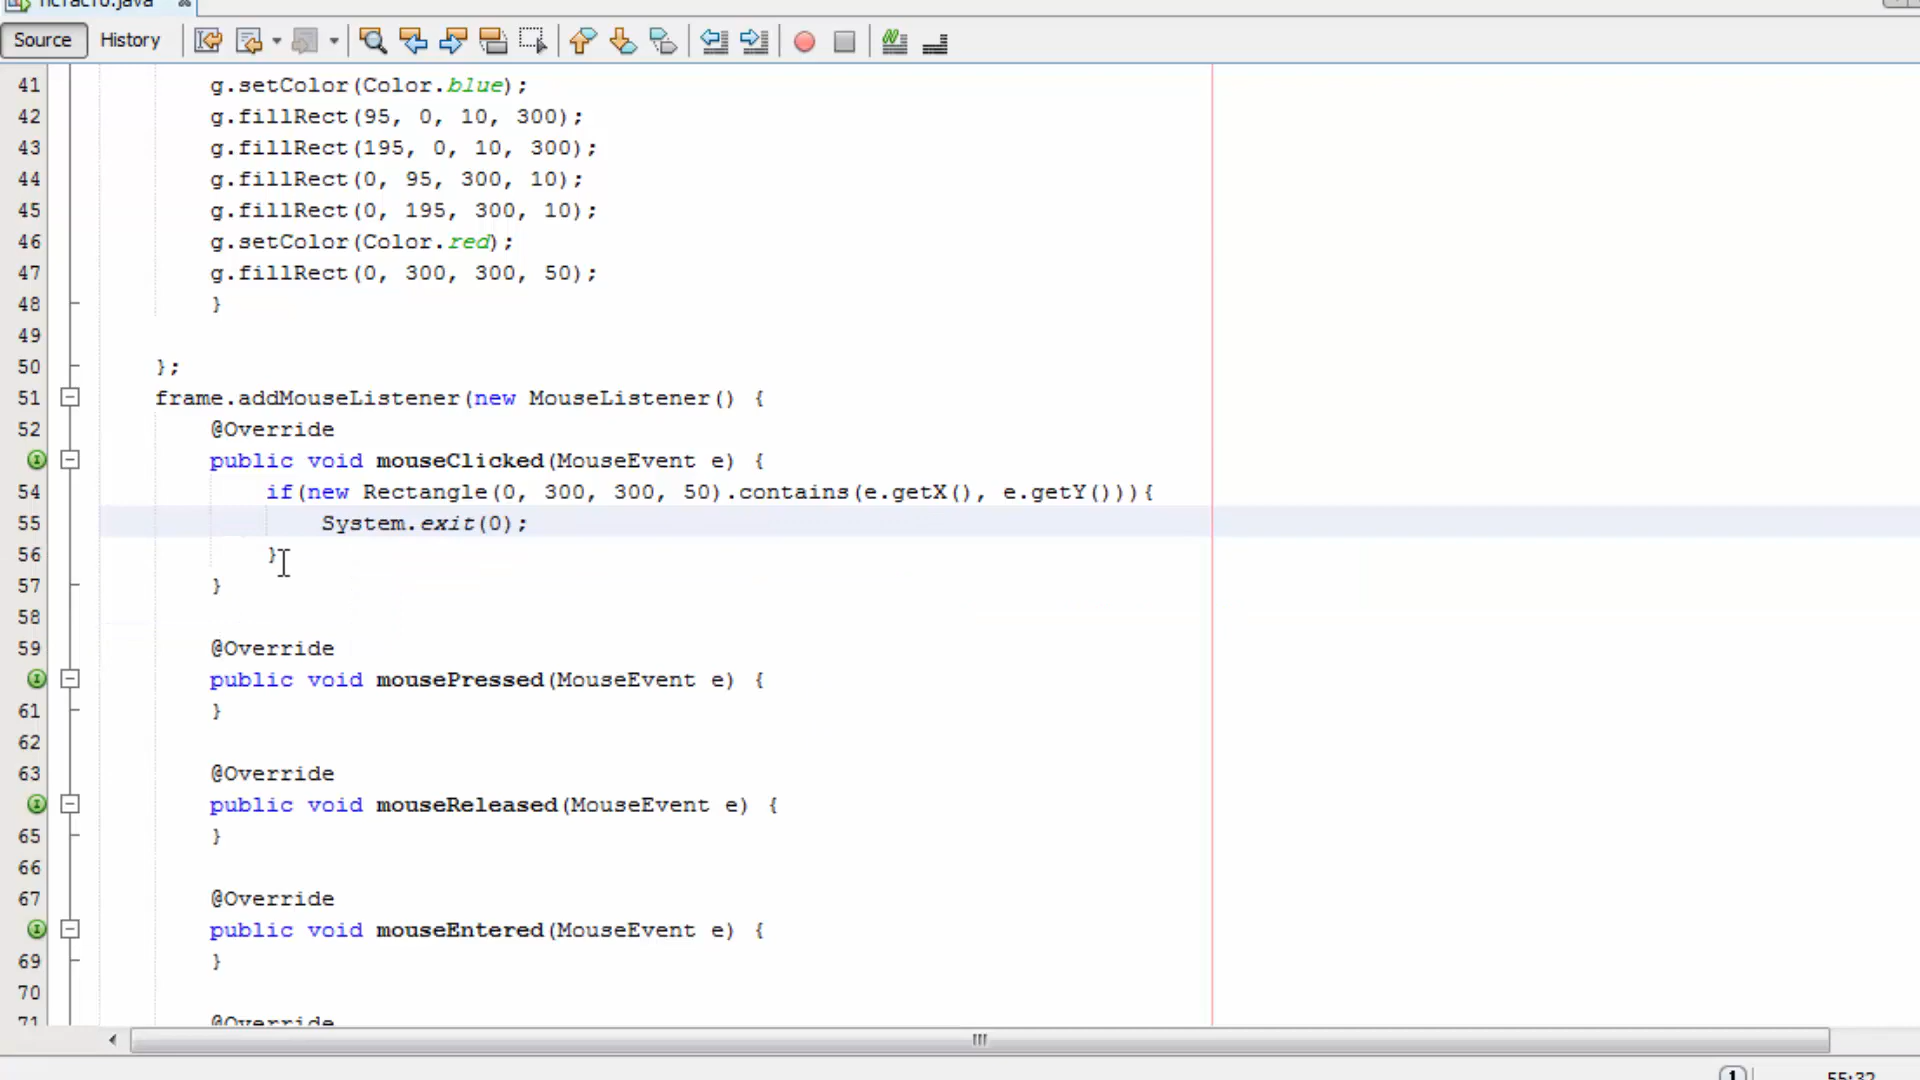 Source History
41 g.setColor(Color.blue);
42 g.fillRect(95, 0, 10, 300);
43 g.fillRect(195, 0, 10, 300);
44 g.fillRect(0, 95, 300, 10);
45 g.fillRect(0, 195, 300, 10);
46 g.setColor(Color.red);
47 g.fillRect(0, 300, 300, 50);
48 }
49
50 };
51 frame.addMouseListener(new MouseListener() {
52 @Override
public void mouseClicked(MouseEvent e) {
54 if(new Rectangle(0, 300, 300, 50).contains(e.getX(), e.getY())){
55 System.exit(0);
56 }
57 }
58
59 @Override
public void mousePressed(MouseEvent e) {
61 }
62
63 @Override
public void mouseReleased(MouseEvent e) {
65 }
66
67 @Override
public void mouseEntered(MouseEvent e) {
69 }
70
71 @Override
1 55:32